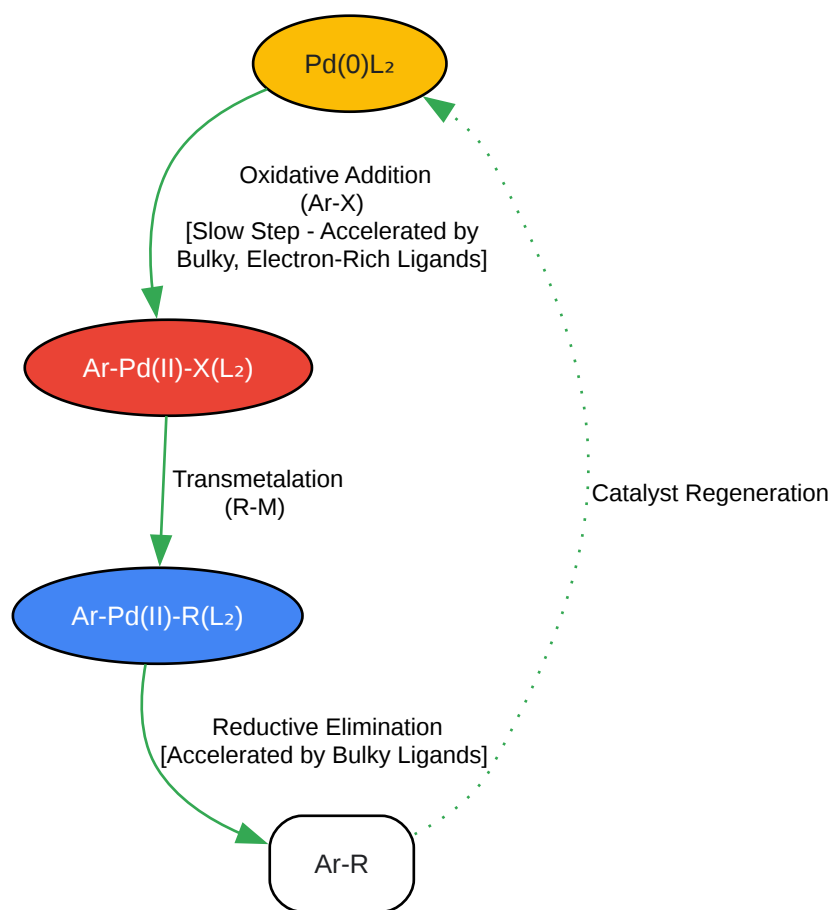 Pd(0)L₂
Oxidative Addition
(Ar-X)
[Slow Step - Accelerated by
Bulky, Electron-Rich Ligands]
Ar-Pd(II)-X(L₂)
Transmetalation
(R-M)
Catalyst Regeneration
Ar-Pd(II)-R(L₂)
Reductive Elimination
[Accelerated by Bulky Ligands]
Ar-R